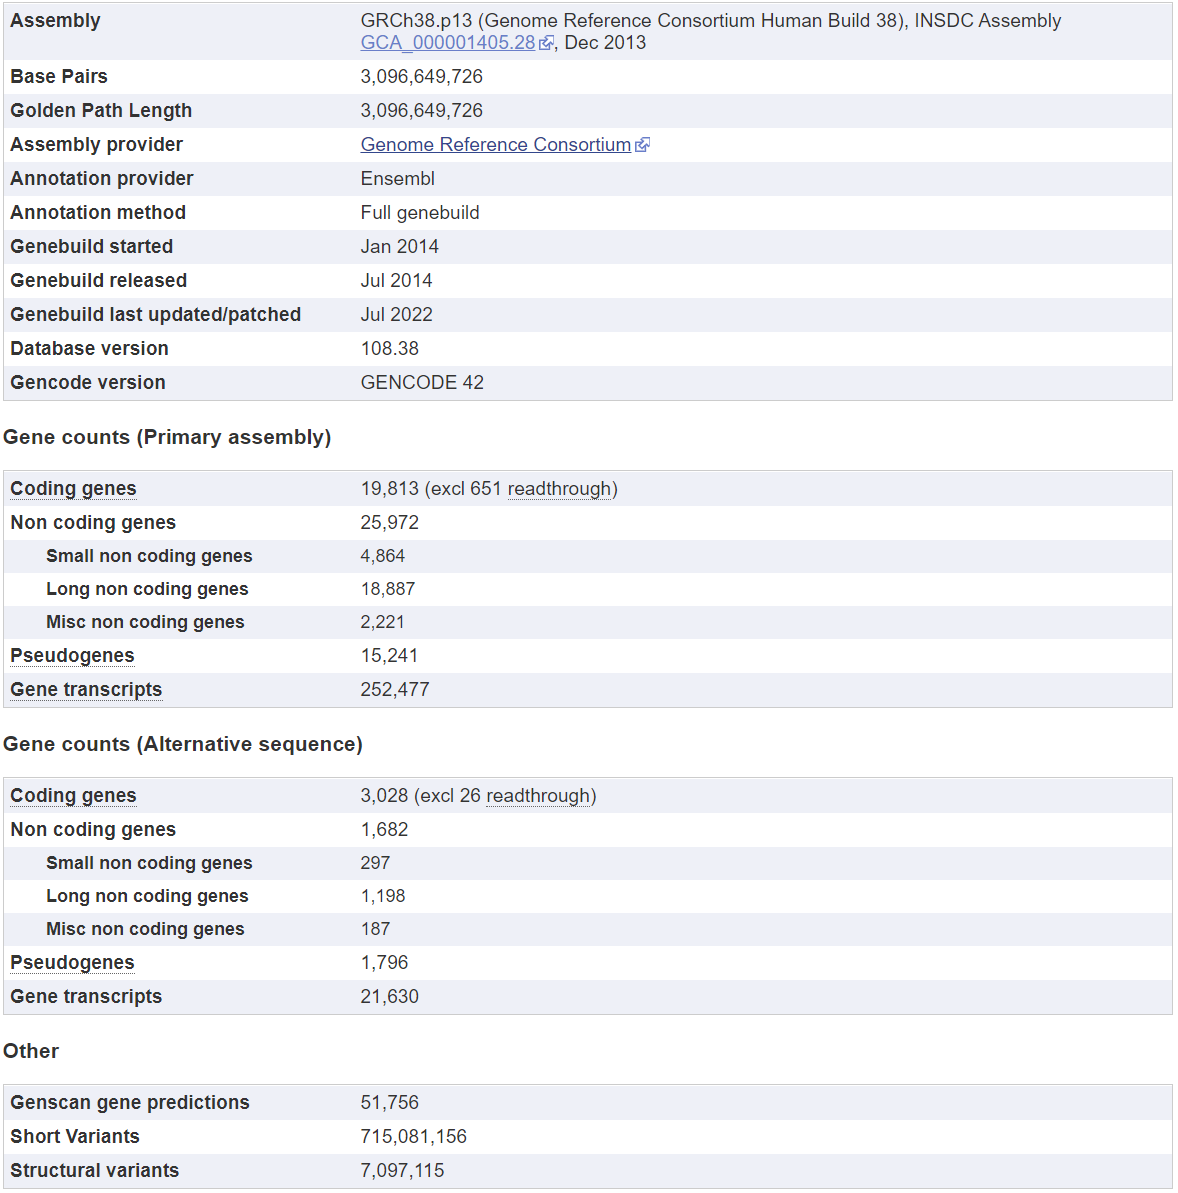 Assembly GRCh38.p13 (Genome Reference Consortium Human Build 38), INSDC Assembly
GCA_000001405.28, Dec 2013
Base Pairs 3,096,649,726
Golden Path Length 3,096,649,726
Assembly provider Genome Reference Consortium
Annotation provider Ensembl
Annotation method Full genebuild
Genebuild started Jan 2014
Genebuild released Jul 2014
Genebuild last updated/patched Jul 2022
Database version 108.38
Gencode version GENCODE 42
Gene counts (Primary assembly)
Coding genes 19,813 (excl 651 readthrough)
Non coding genes 25,972
Small non coding genes 4,864
Long non coding genes 18,887
Misc non coding genes 2,221
Pseudogenes 15,241
Gene transcripts 252,477
Gene counts (Alternative sequence)
Coding genes 3,028 (excl 26 readthrough)
Non coding genes 1,682
Small non coding genes 297
Long non coding genes 1,198
Misc non coding genes 187
Pseudogenes 1,796
Gene transcripts 21,630
Other
Genscan gene predictions 51,756
Short Variants 715,081,156
Structural variants 7,097,115